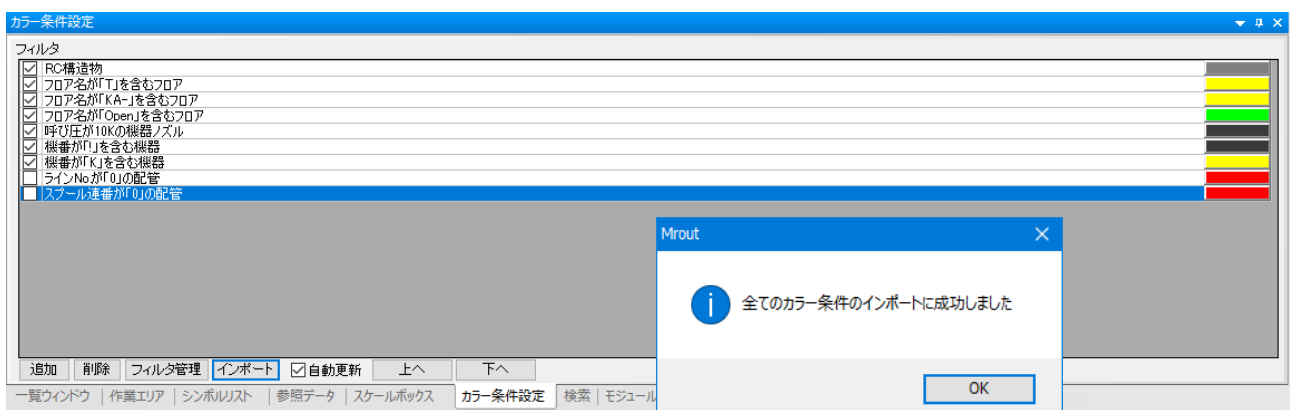 カラー条件設定
フィルタ
RC構造物
フロア名が「T」を含むフロア
フロア名が「KA-」を含むフロア
フロア名が「Open」を含むフロア
呼び圧が10Kの機器ノズル
機番が「!」を含む機器
機番が「K」を含む機器
ラインNoが「0」の配管
スプール連番が「0」の配管
Mrout
全てのカラー条件のインポートに成功しました
OK
追加 削除 フィルタ管理 インポート 自動更新 上へ 下へ
一覧ウィンドウ 作業エリア シンボルリスト 参照データ スケールボックス カラー条件設定 検索 モジュール